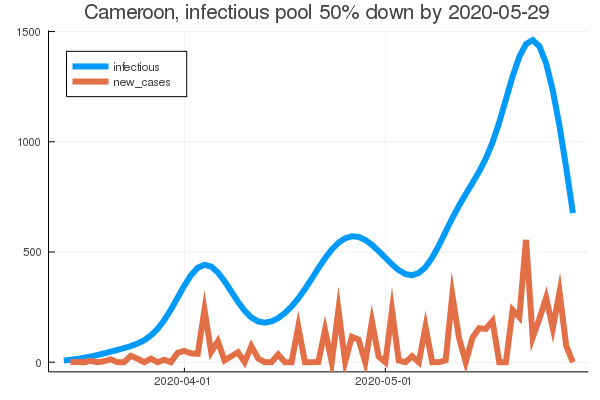 Cameroon, infectious pool 50% down by 2020-05-29
1500
infectious
new_cases
1000
500
0
2020-04-01
2020-05-01